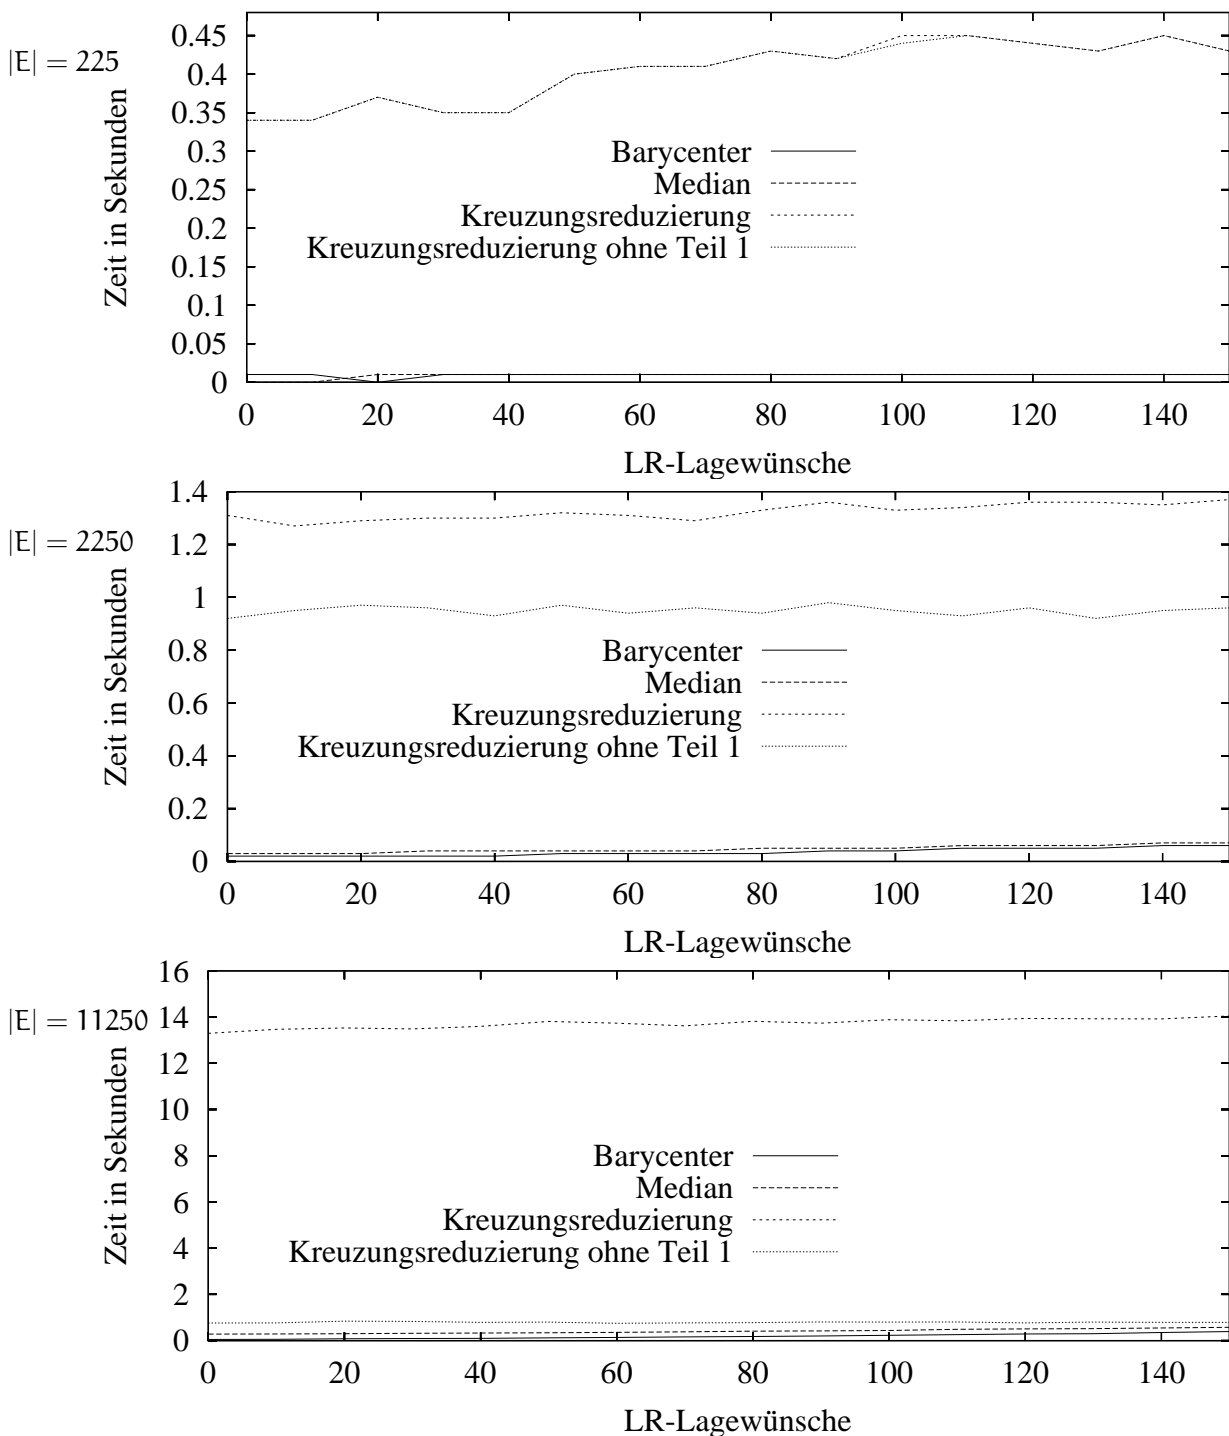 |E| = 225
Zeit in Sekunden
0.45
0.4
0.35
0.3
0.25
0.2
0.15
0.1
0.05
0
Barycenter
Median
Kreuzungsreduzierung
Kreuzungsreduzierung ohne Teil 1
0 20 40 60 80 100 120 140
LR-Lagewünsche
|E| = 2250
Zeit in Sekunden
1.4
1.2
1
0.8
0.6
0.4
0.2
0
Barycenter
Median
Kreuzungsreduzierung
Kreuzungsreduzierung ohne Teil 1
0 20 40 60 80 100 120 140
LR-Lagewünsche
|E| = 11250
Zeit in Sekunden
16
14
12
10
8
6
4
2
0
Barycenter
Median
Kreuzungsreduzierung
Kreuzungsreduzierung ohne Teil 1
0 20 40 60 80 100 120 140
LR-Lagewünsche